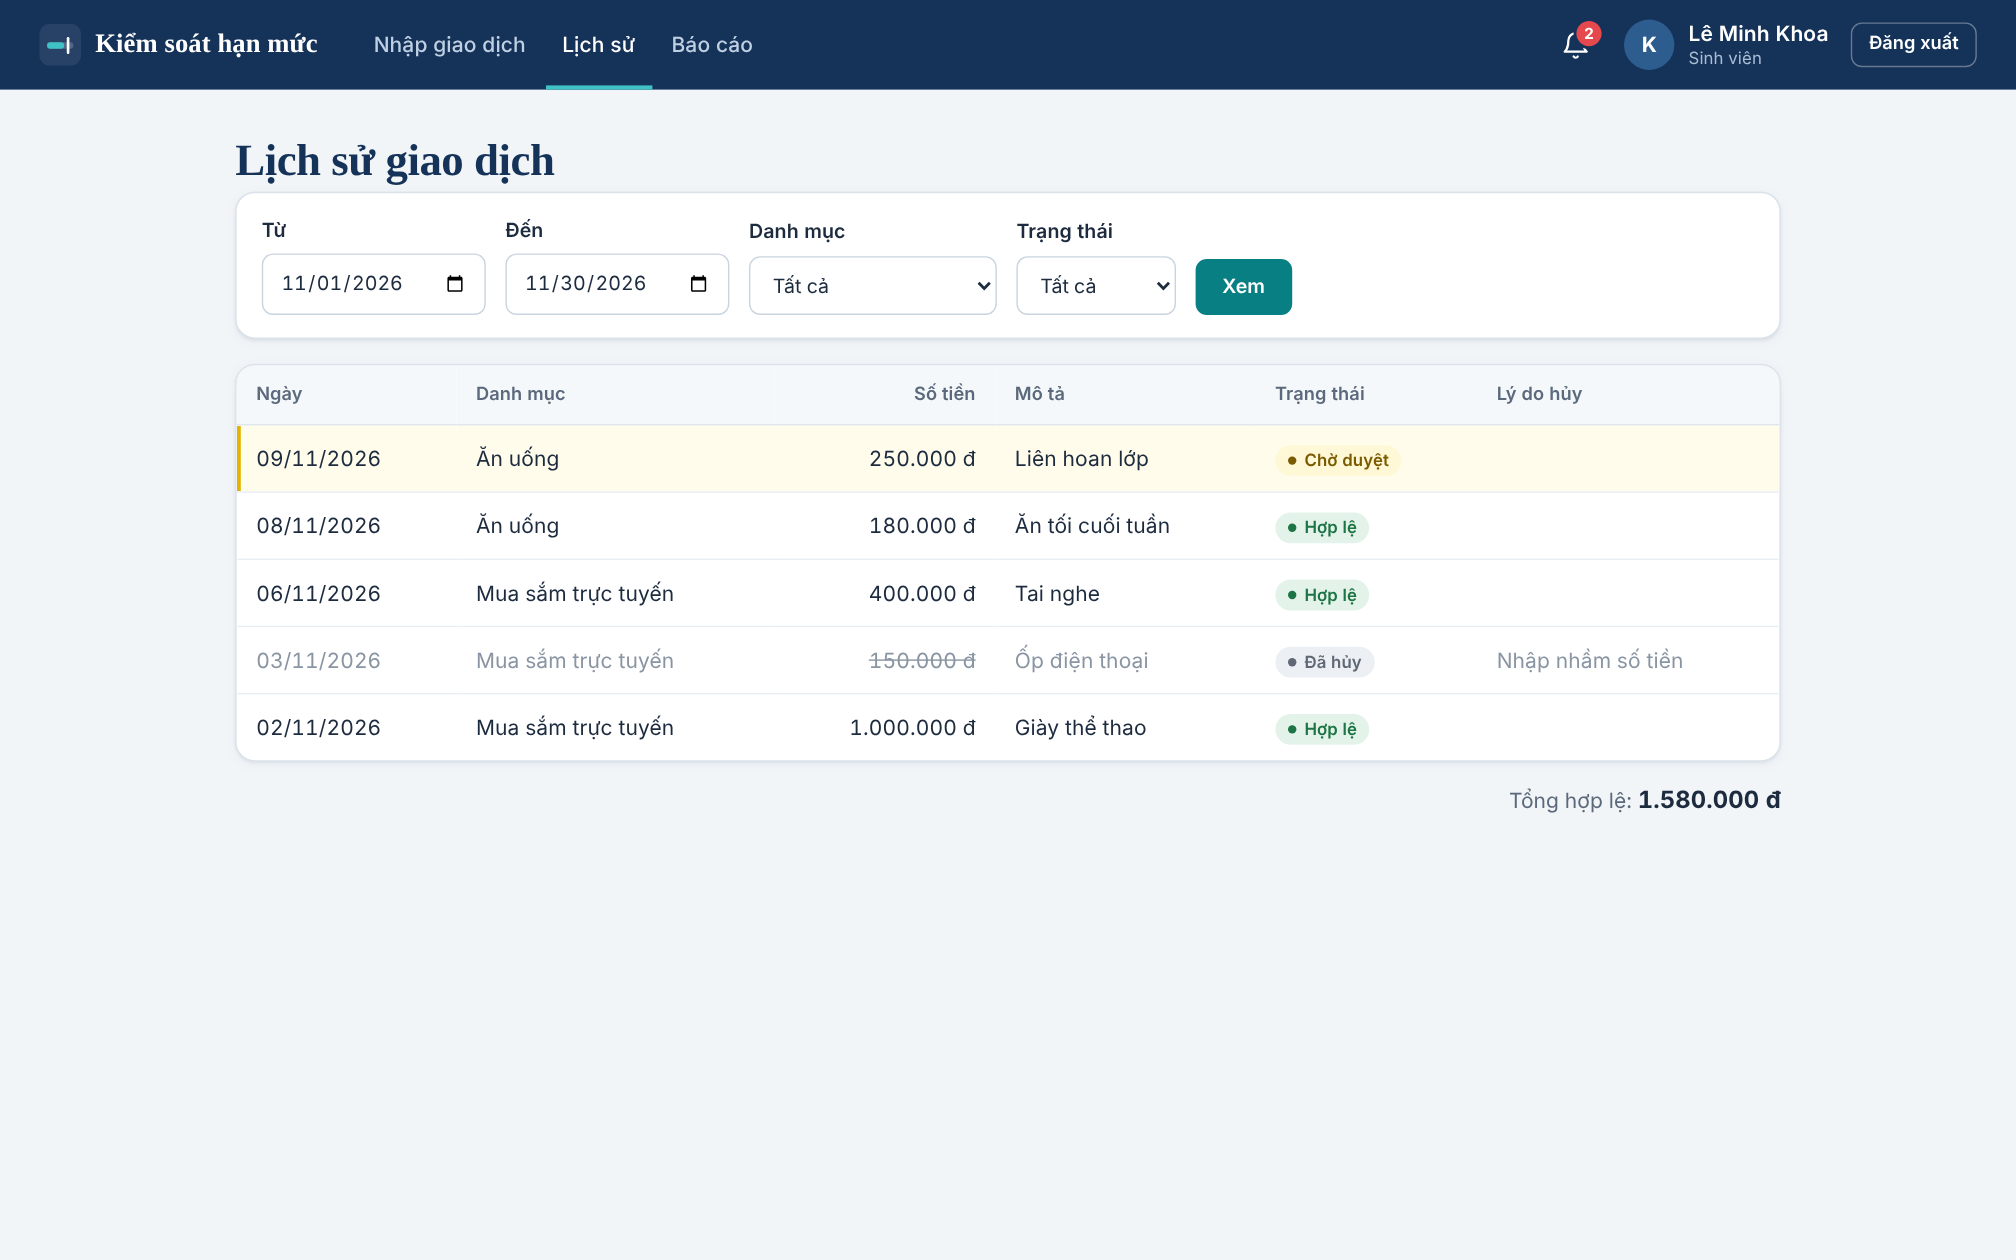 Kiểm soát hạn mức Nhập giao dịch Lịch sử Báo cáo 2 K Lê Minh Khoa Đăng xuất
Sinh viên
Lịch sử giao dịch
Từ Đến Danh mục Trạng thái
11/01/2026 11/30/2026 Tất cả Tất cả Xem
Ngày Danh mục Số tiền Mô tả Trạng thái Lý do hủy
09/11/2026 Ăn uống 250.000 đ Liên hoan lớp Chờ duyệt
08/11/2026 Ăn uống 180.000 đ Ăn tối cuối tuần Hợp lệ
06/11/2026 Mua sắm trực tuyến 400.000 đ Tai nghe Hợp lệ
03/11/2026 Mua sắm trực tuyến 150.000 đ Ốp điện thoại Đã hủy Nhập nhầm số tiền
02/11/2026 Mua sắm trực tuyến 1.000.000 đ Giày thể thao Hợp lệ
Tổng hợp lệ: 1.580.000 đ